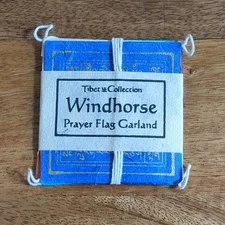 Tibet Collection
Windhorse
Prayer Flag Garland